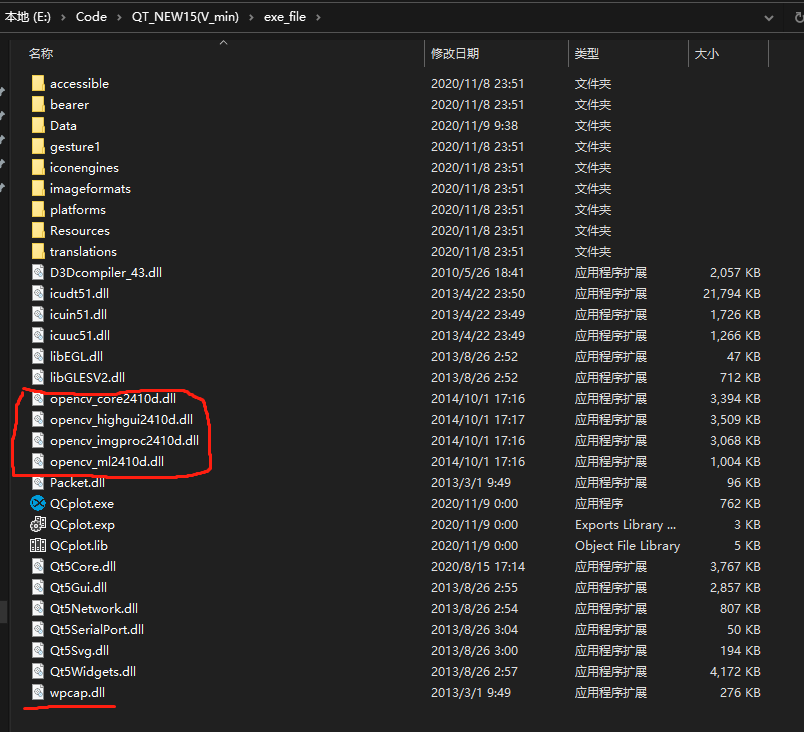 本地 (E:) > Code > QT_NEW15(V_min) > exe_file >
名称 修改日期 类型 大小
accessible 2020/11/8 23:51 文件夹
bearer 2020/11/8 23:51 文件夹
Data 2020/11/9 9:38 文件夹
gesture1 2020/11/8 23:51 文件夹
iconengines 2020/11/8 23:51 文件夹
imageformats 2020/11/8 23:51 文件夹
platforms 2020/11/8 23:51 文件夹
Resources 2020/11/8 23:51 文件夹
translations 2020/11/8 23:51 文件夹
D3Dcompiler_43.dll 2010/5/26 18:41 应用程序扩展 2,057 KB
icudt51.dll 2013/4/22 23:50 应用程序扩展 21,794 KB
icuin51.dll 2013/4/22 23:49 应用程序扩展 1,726 KB
icuuc51.dll 2013/4/22 23:49 应用程序扩展 1,266 KB
libEGL.dll 2013/8/26 2:52 应用程序扩展 47 KB
libGLESV2.dll 2013/8/26 2:52 应用程序扩展 712 KB
opencv_core2410d.dll 2014/10/1 17:16 应用程序扩展 3,394 KB
opencv_highgui2410d.dll 2014/10/1 17:17 应用程序扩展 3,509 KB
opencv_imgproc2410d.dll 2014/10/1 17:16 应用程序扩展 3,068 KB
opencv_ml2410d.dll 2014/10/1 17:16 应用程序扩展 1,004 KB
Packet.dll 2013/3/1 9:49 应用程序扩展 96 KB
QCplot.exe 2020/11/9 0:00 应用程序 762 KB
QCplot.exp 2020/11/9 0:00 Exports Library ... 3 KB
QCplot.lib 2020/11/9 0:00 Object File Library 5 KB
Qt5Core.dll 2020/8/15 17:14 应用程序扩展 3,767 KB
Qt5Gui.dll 2013/8/26 2:55 应用程序扩展 2,857 KB
Qt5Network.dll 2013/8/26 2:54 应用程序扩展 807 KB
Qt5SerialPort.dll 2013/8/26 3:04 应用程序扩展 50 KB
Qt5Svg.dll 2013/8/26 3:00 应用程序扩展 194 KB
Qt5Widgets.dll 2013/8/26 2:57 应用程序扩展 4,172 KB
wpcap.dll 2013/3/1 9:49 应用程序扩展 276 KB